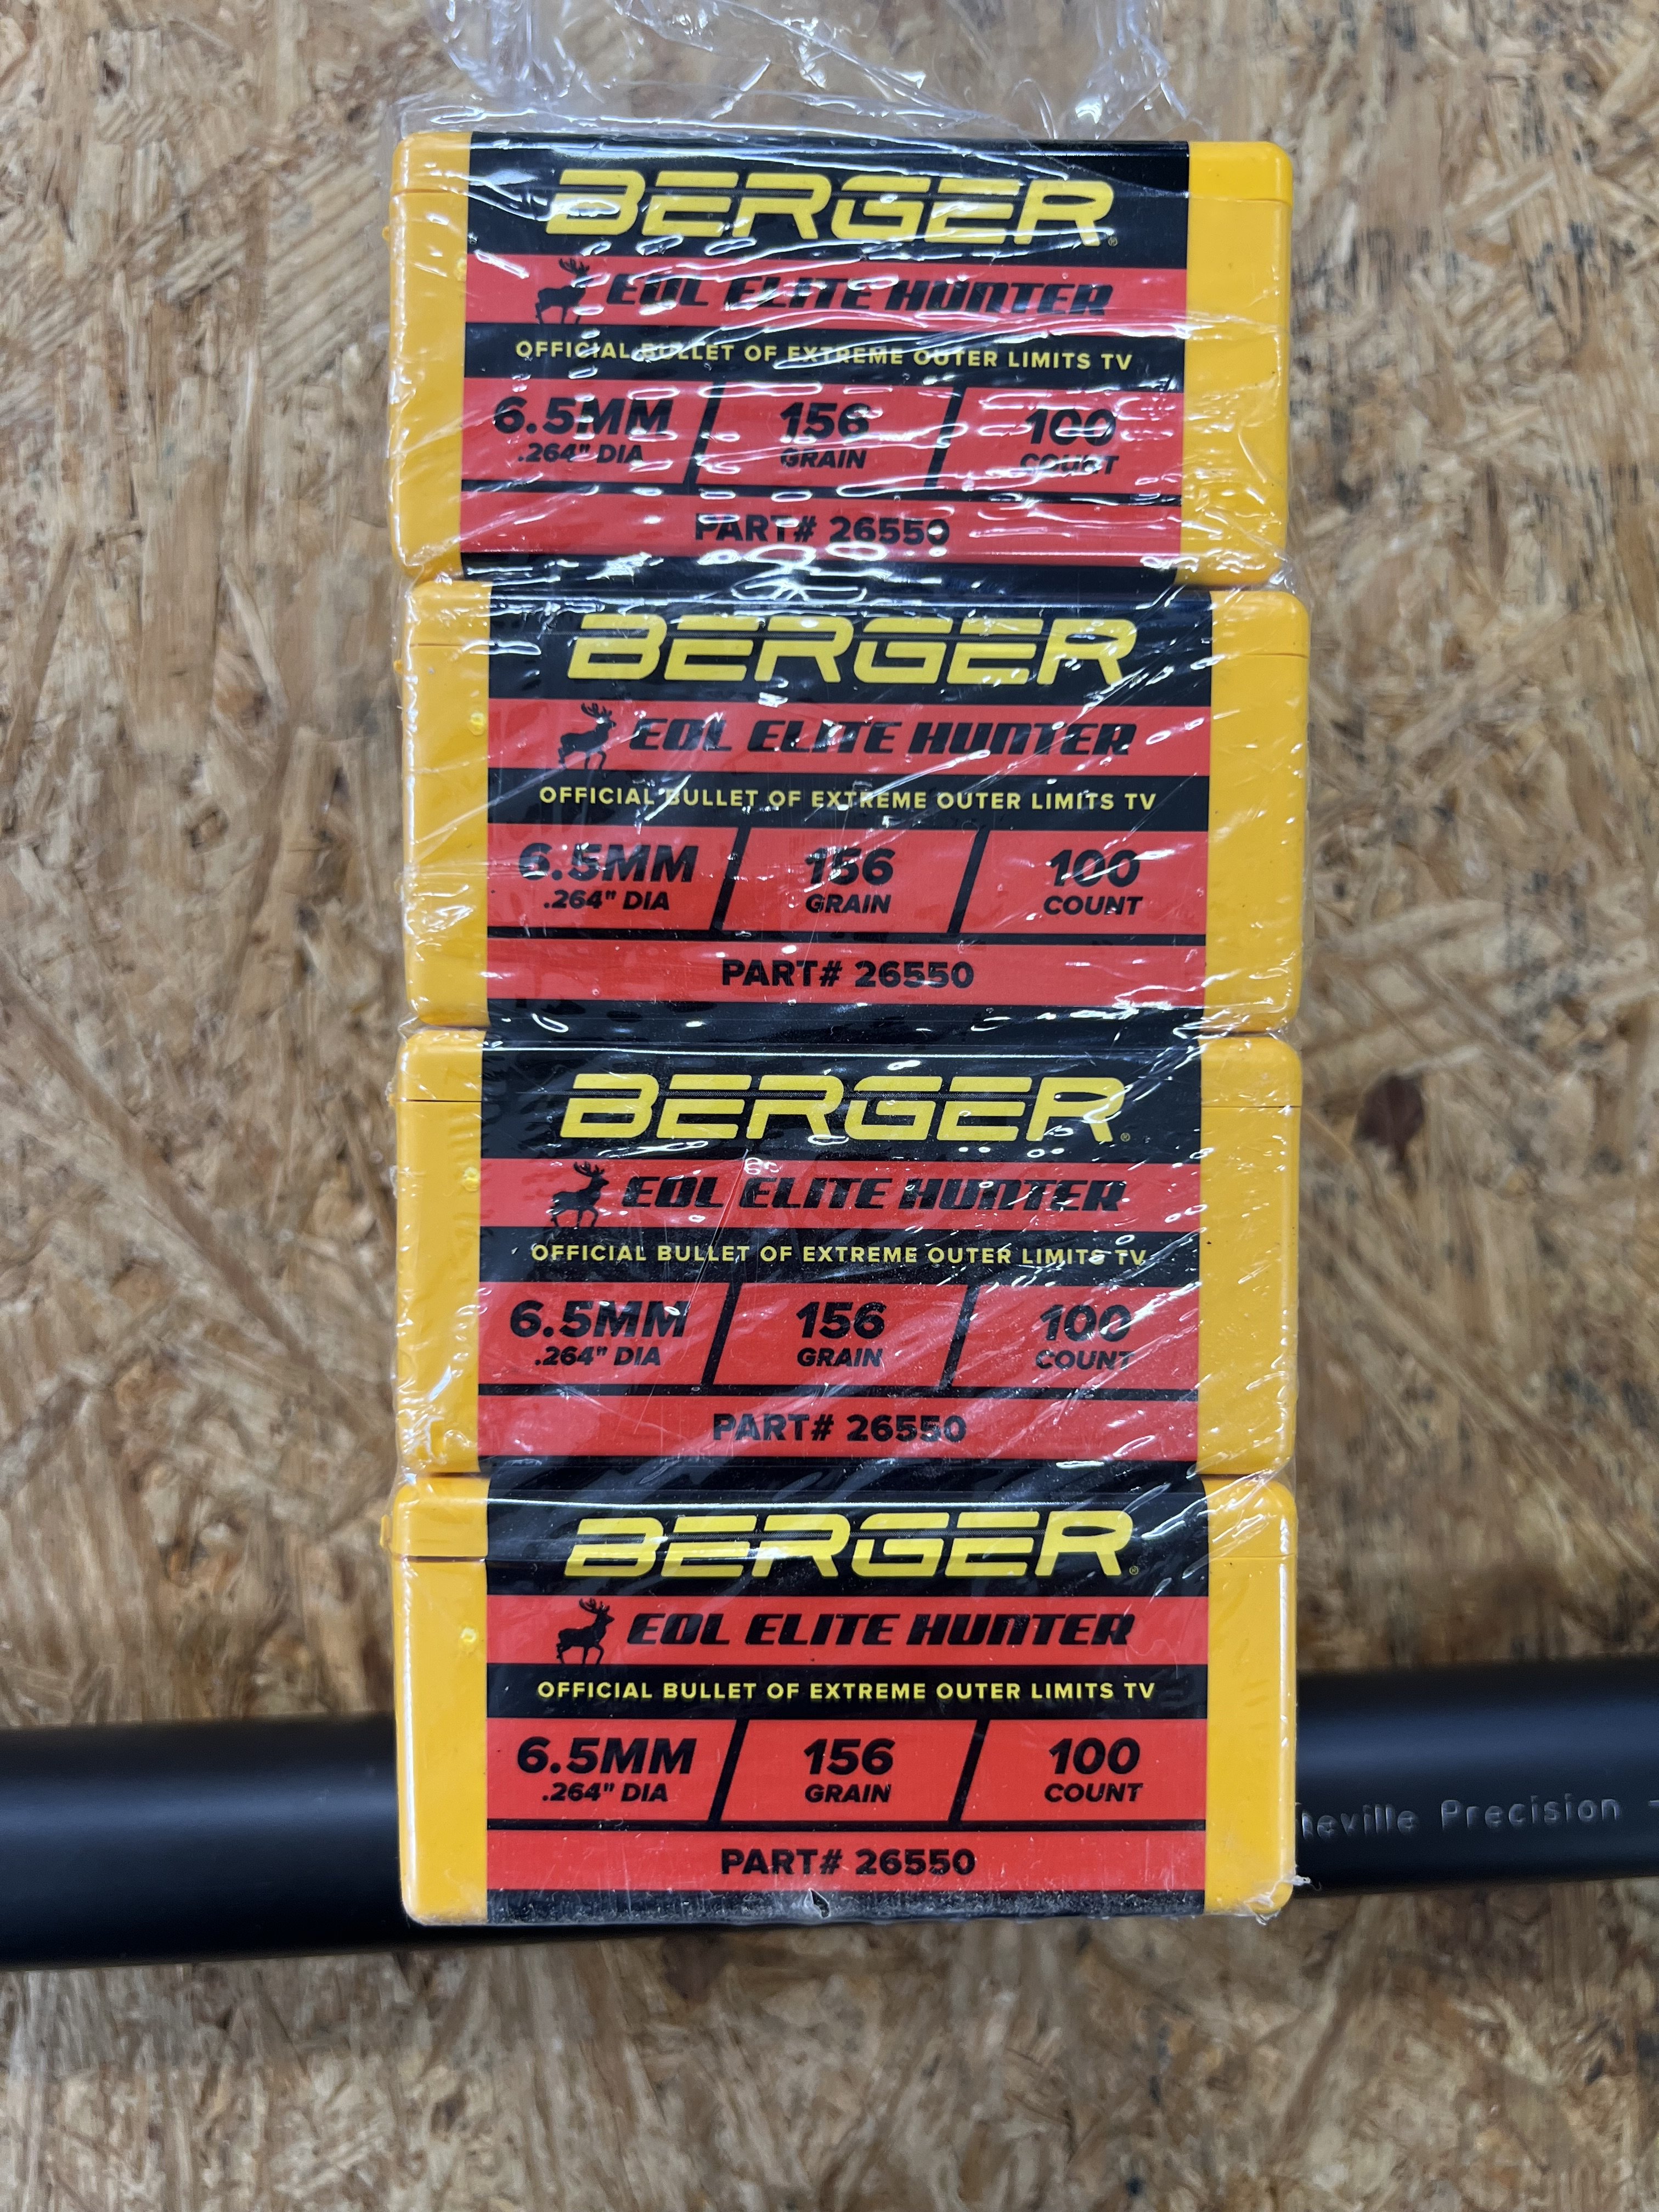 BERGER®
EOL ELITE HUNTER
OFFICIAL BULLET OF EXTREME OUTER LIMITS TV
6.5MM 156 100
.264" DIA GRAIN COUNT
PART# 26550
BERGER
EOL ELITE HUNTER
OFFICIAL BULLET OF EXTREME OUTER LIMITS TV
6.5MM 156 100
.264" DIA GRAIN COUNT
PART# 26550
BERGER®
EOL ELITE HUNTER
OFFICIAL BULLET OF EXTREME OUTER LIMITS TV
6.5MM 156 100
.264" DIA GRAIN COUNT
PART# 26550
BERGER®
EOL ELITE HUNTER
OFFICIAL BULLET OF EXTREME OUTER LIMITS TV
6.5MM 156 100
.264" DIA GRAIN COUNT
PART# 26550
Precision